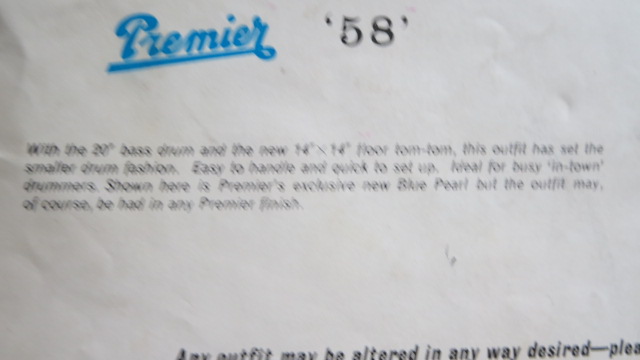 Premier '58'
With the 20" bass drum and the new 14"×14" floor tom-tom, this outfit has set the
smaller drum fashion. Easy to handle and quick to set up. Ideal for busy 'in-town'
drummers. Shown here is Premier's exclusive new Blue Pearl but the outfit may,
of course, be had in any Premier finish.
Any outfit may be altered in any way desired—plea